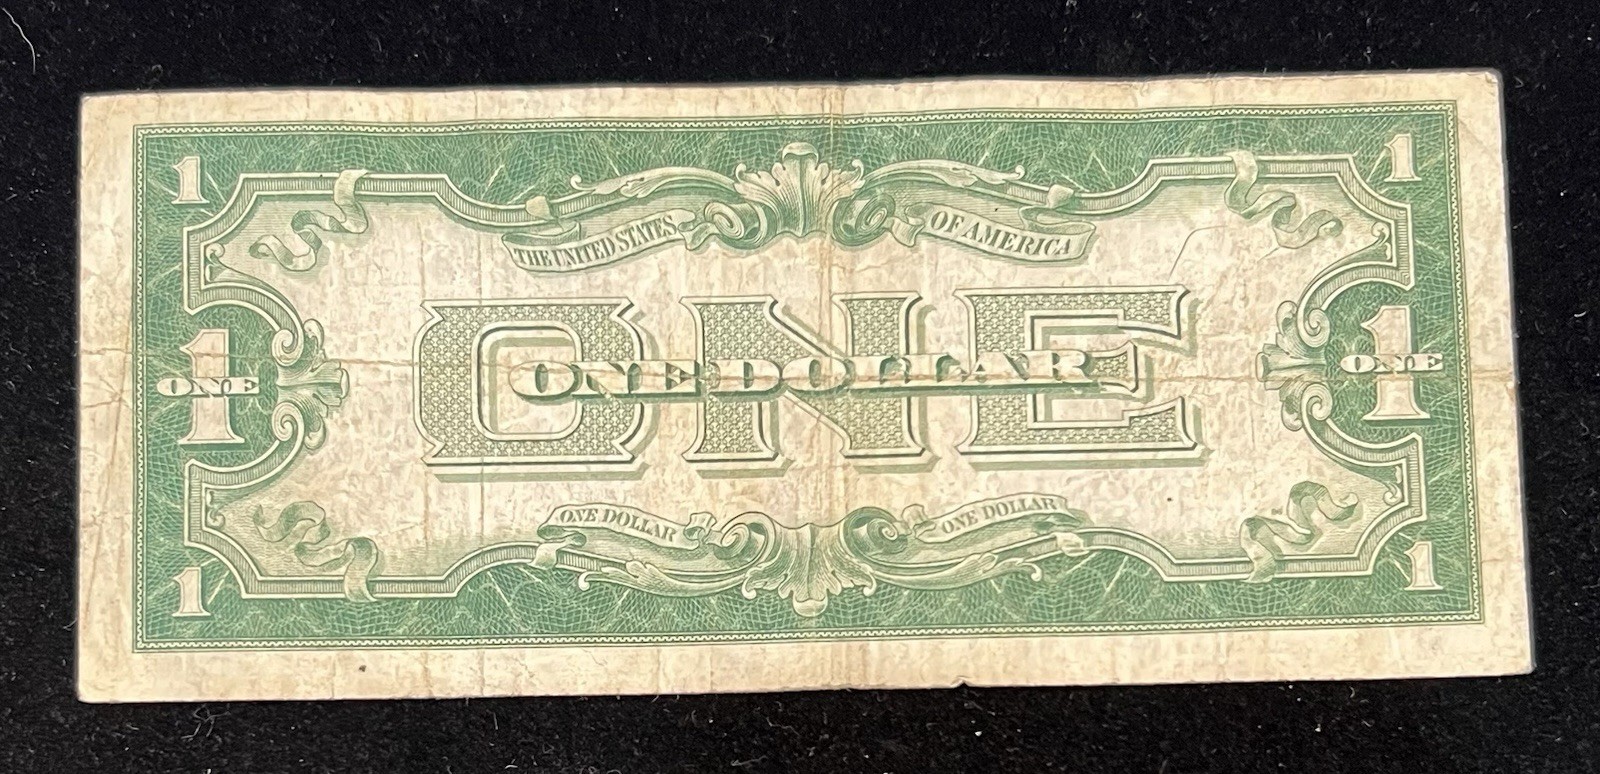 1 1
THE UNITED STATES OF AMERICA
ONE
1 ONE ONE DOLLAR 1 ONE
ONE DOLLAR ONE DOLLAR
1 1